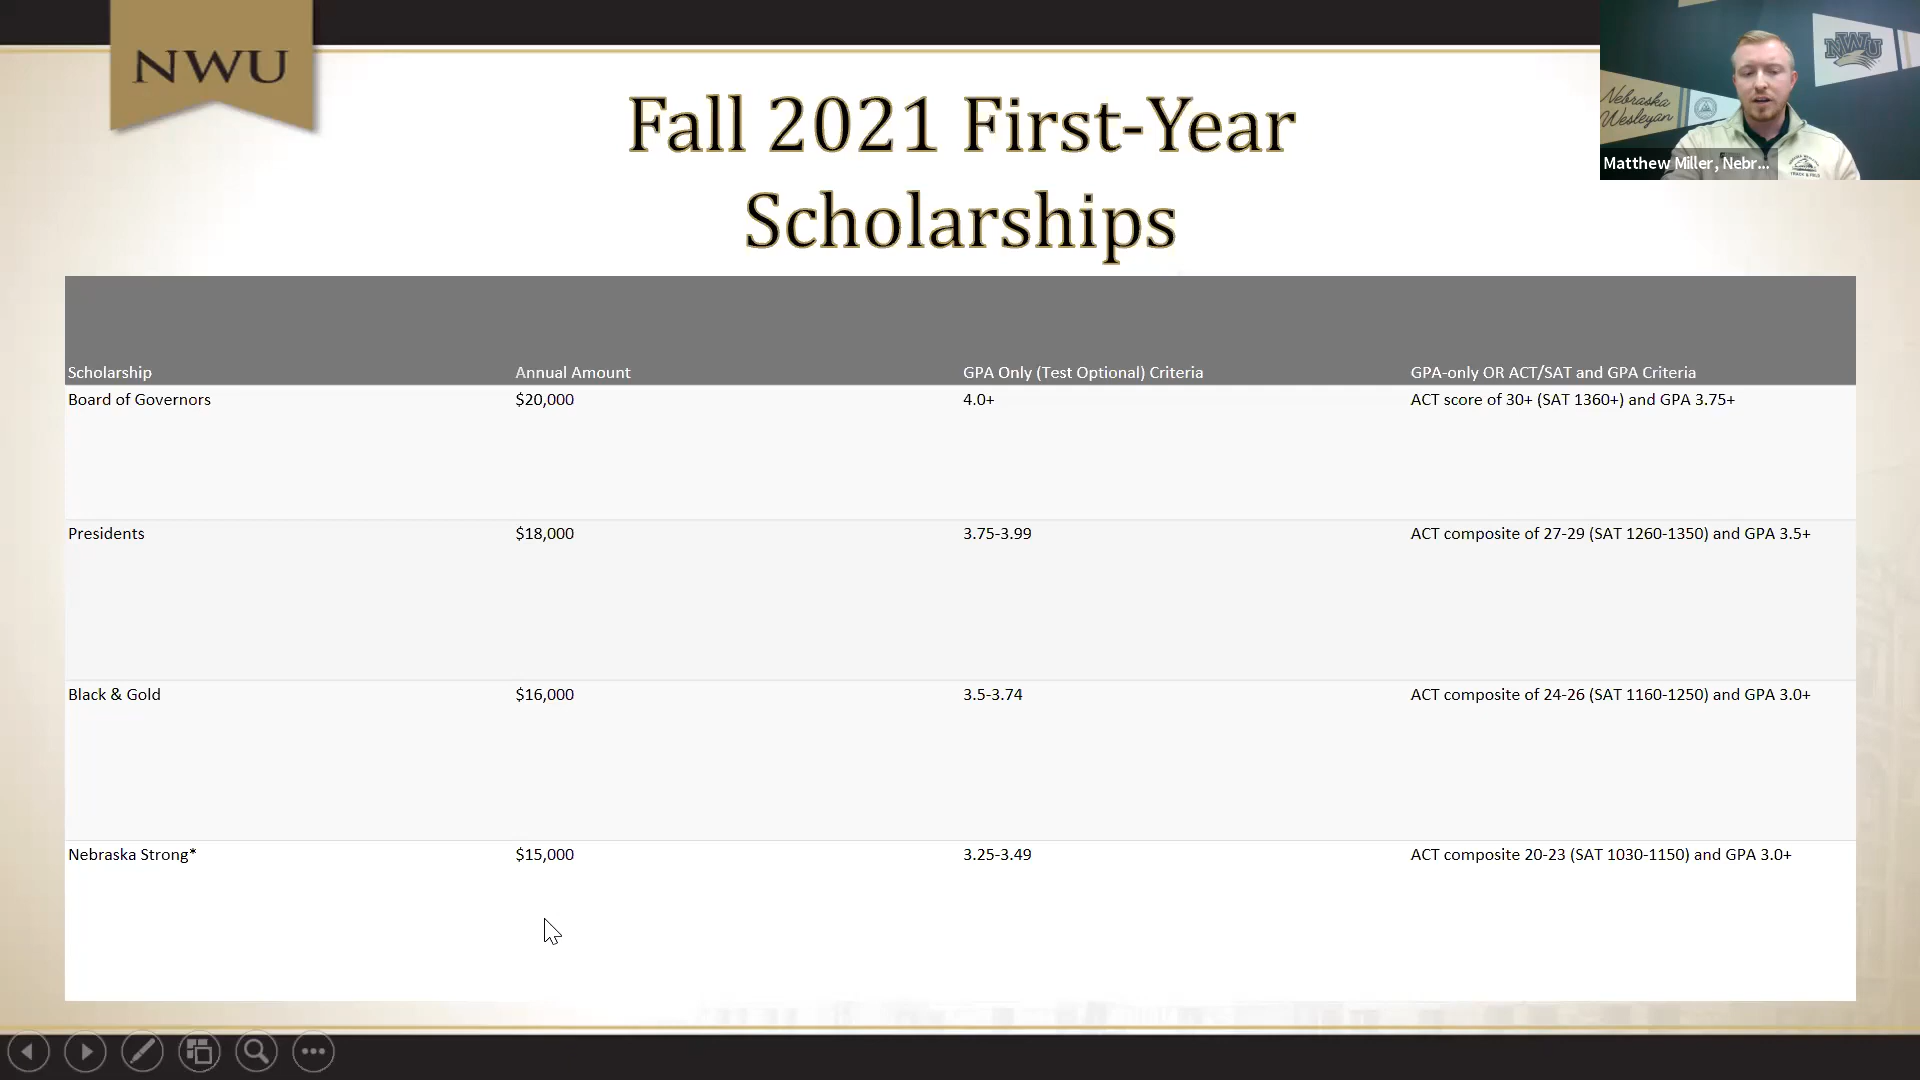 NWU
Fall 2021 First-Year
Scholarships
NWU
Nebraska
Wesleyan
Matthew Miller, Nebr...
TRACK & FIELD
Scholarship Annual Amount GPA Only (Test Optional) Criteria GPA-only OR ACT/SAT and GPA Criteria
Board of Governors $20,000 4.0+ ACT score of 30+ (SAT 1360+) and GPA 3.75+
Presidents $18,000 3.75-3.99 ACT composite of 27-29 (SAT 1260-1350) and GPA 3.5+
Black & Gold $16,000 3.5-3.74 ACT composite of 24-26 (SAT 1160-1250) and GPA 3.0+
Nebraska Strong* $15,000 3.25-3.49 ACT composite 20-23 (SAT 1030-1150) and GPA 3.0+